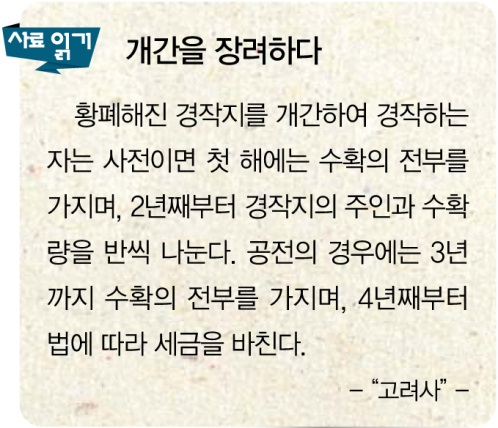 사료 읽기
개간을 장려하다
황폐해진 경작지를 개간하여 경작하는
자는 사전이면 첫 해에는 수확의 전부를
가지며, 2년째부터 경작지의 주인과 수확
량을 반씩 나눈다. 공전의 경우에는 3년
까지 수확의 전부를 가지며, 4년째부터
법에 따라 세금을 바친다.
– “고려사” –